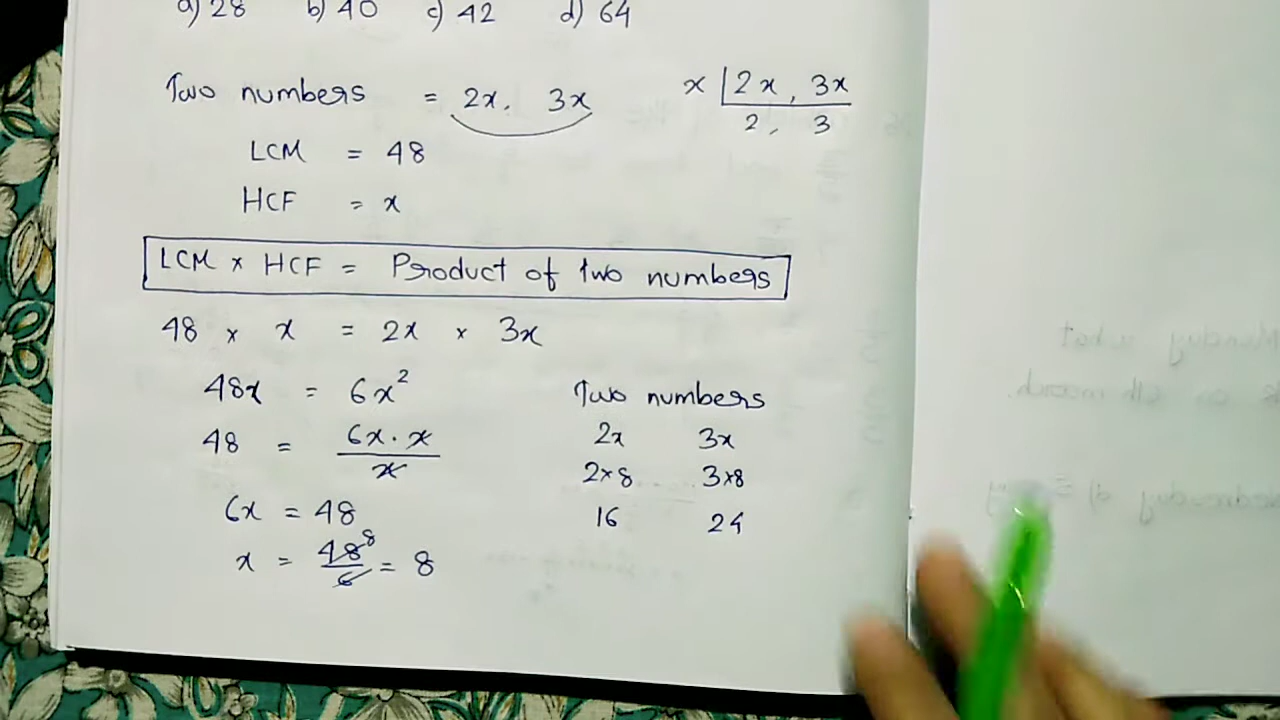 a) 28 b) 40 c) 42 d) 64
Two numbers = 2x, 3x
x | 2x, 3x
2, 3
LCM = 48
HCF = x
LCM × HCF = Product of two numbers
48 × x = 2x × 3x
48x = 6x²
48 = 6x · x / x
6x = 48
x = 48/6 8 = 8
Two numbers
2x 3x
2×8 3×8
16 24